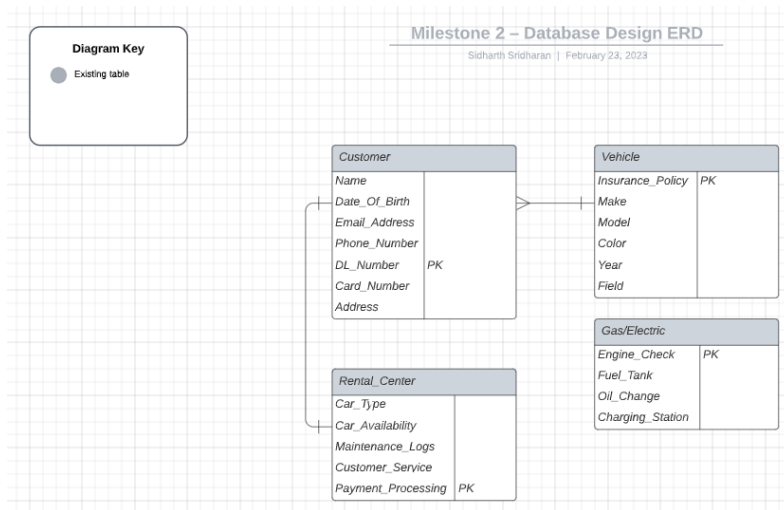 Milestone 2 – Database Design ERD
Sidharth Sridharan | February 23, 2023
Diagram Key
Existing table
Customer
Name
Date_Of_Birth
Email_Address
Phone_Number
DL_Number PK
Card_Number
Address
Vehicle
Insurance_Policy PK
Make
Model
Color
Year
Field
Gas/Electric
Engine_Check PK
Fuel_Tank
Oil_Change
Charging_Station
Rental_Center
Car_Type
Car_Availability
Maintenance_Logs
Customer_Service
Payment_Processing PK